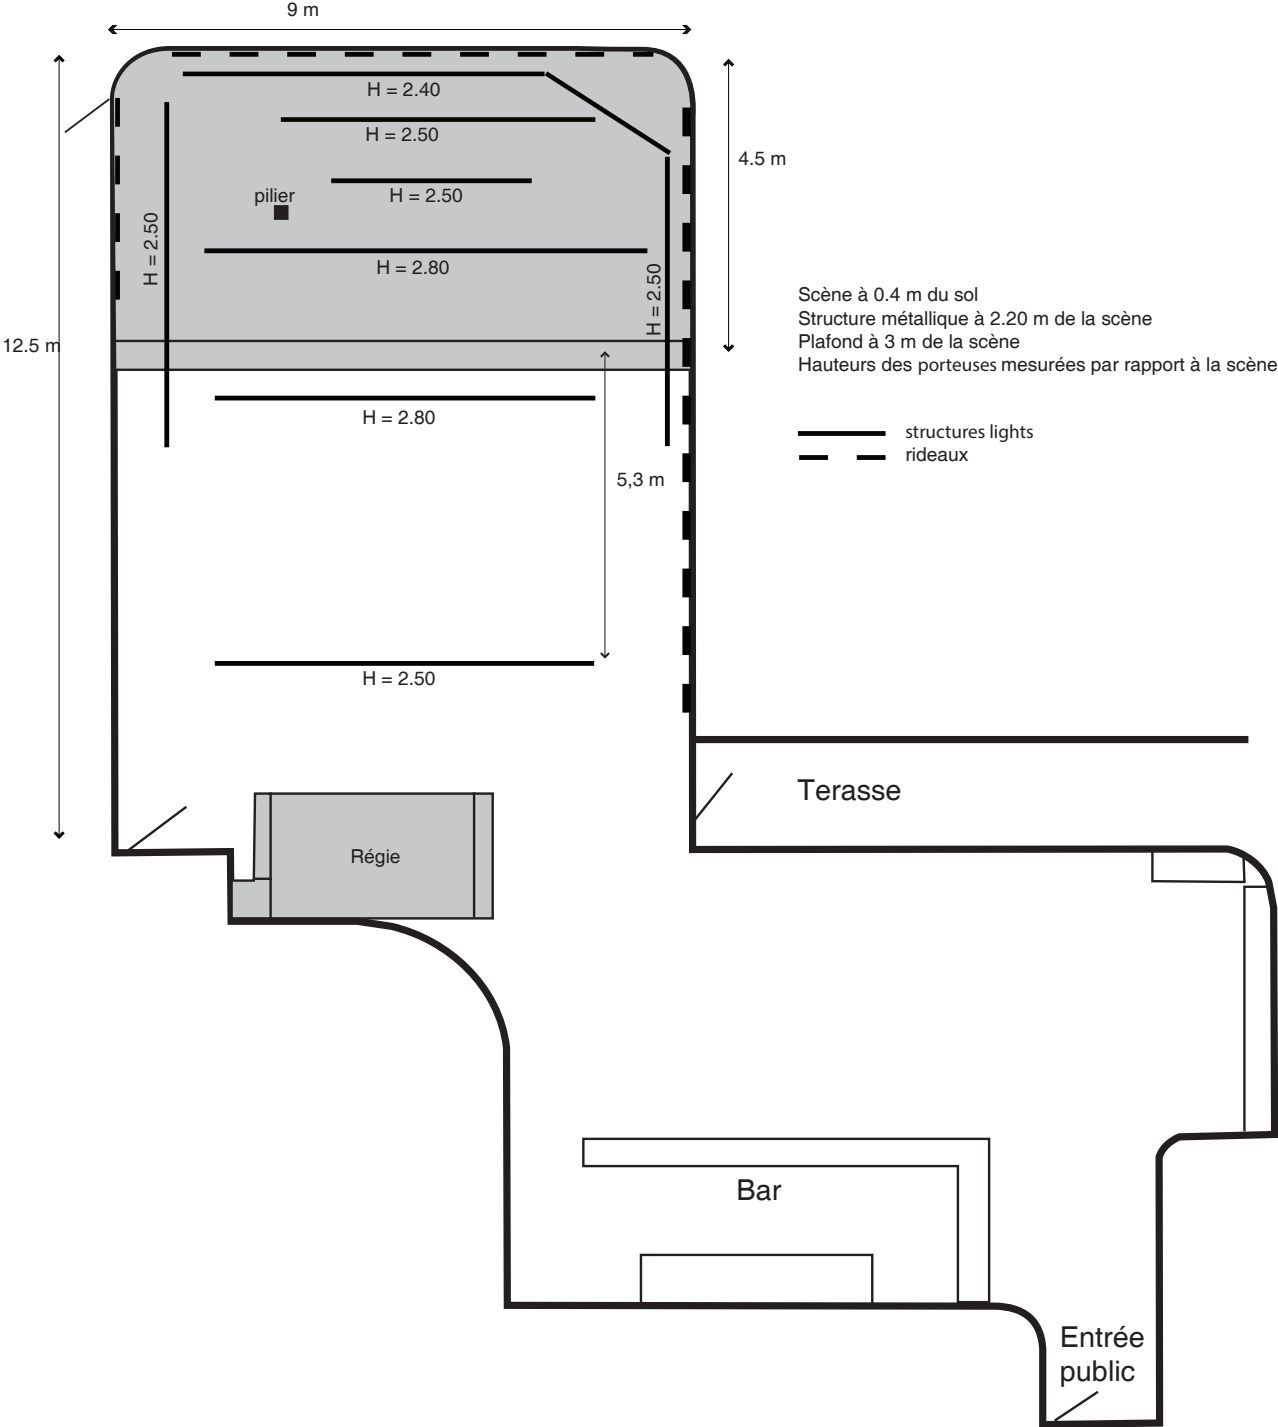 9 m
H = 2.40
H = 2.50
4.5 m
pilier
H = 2.50
H = 2.50
H = 2.80
H = 2.50
Scène à 0.4 m du sol
Structure métallique à 2.20 m de la scène
Plafond à 3 m de la scène
Hauteurs des porteuses mesurées par rapport à la scène
12.5 m
H = 2.80
structures lights
rideaux
5,3 m
H = 2.50
Terasse
Régie
Bar
Entrée
public